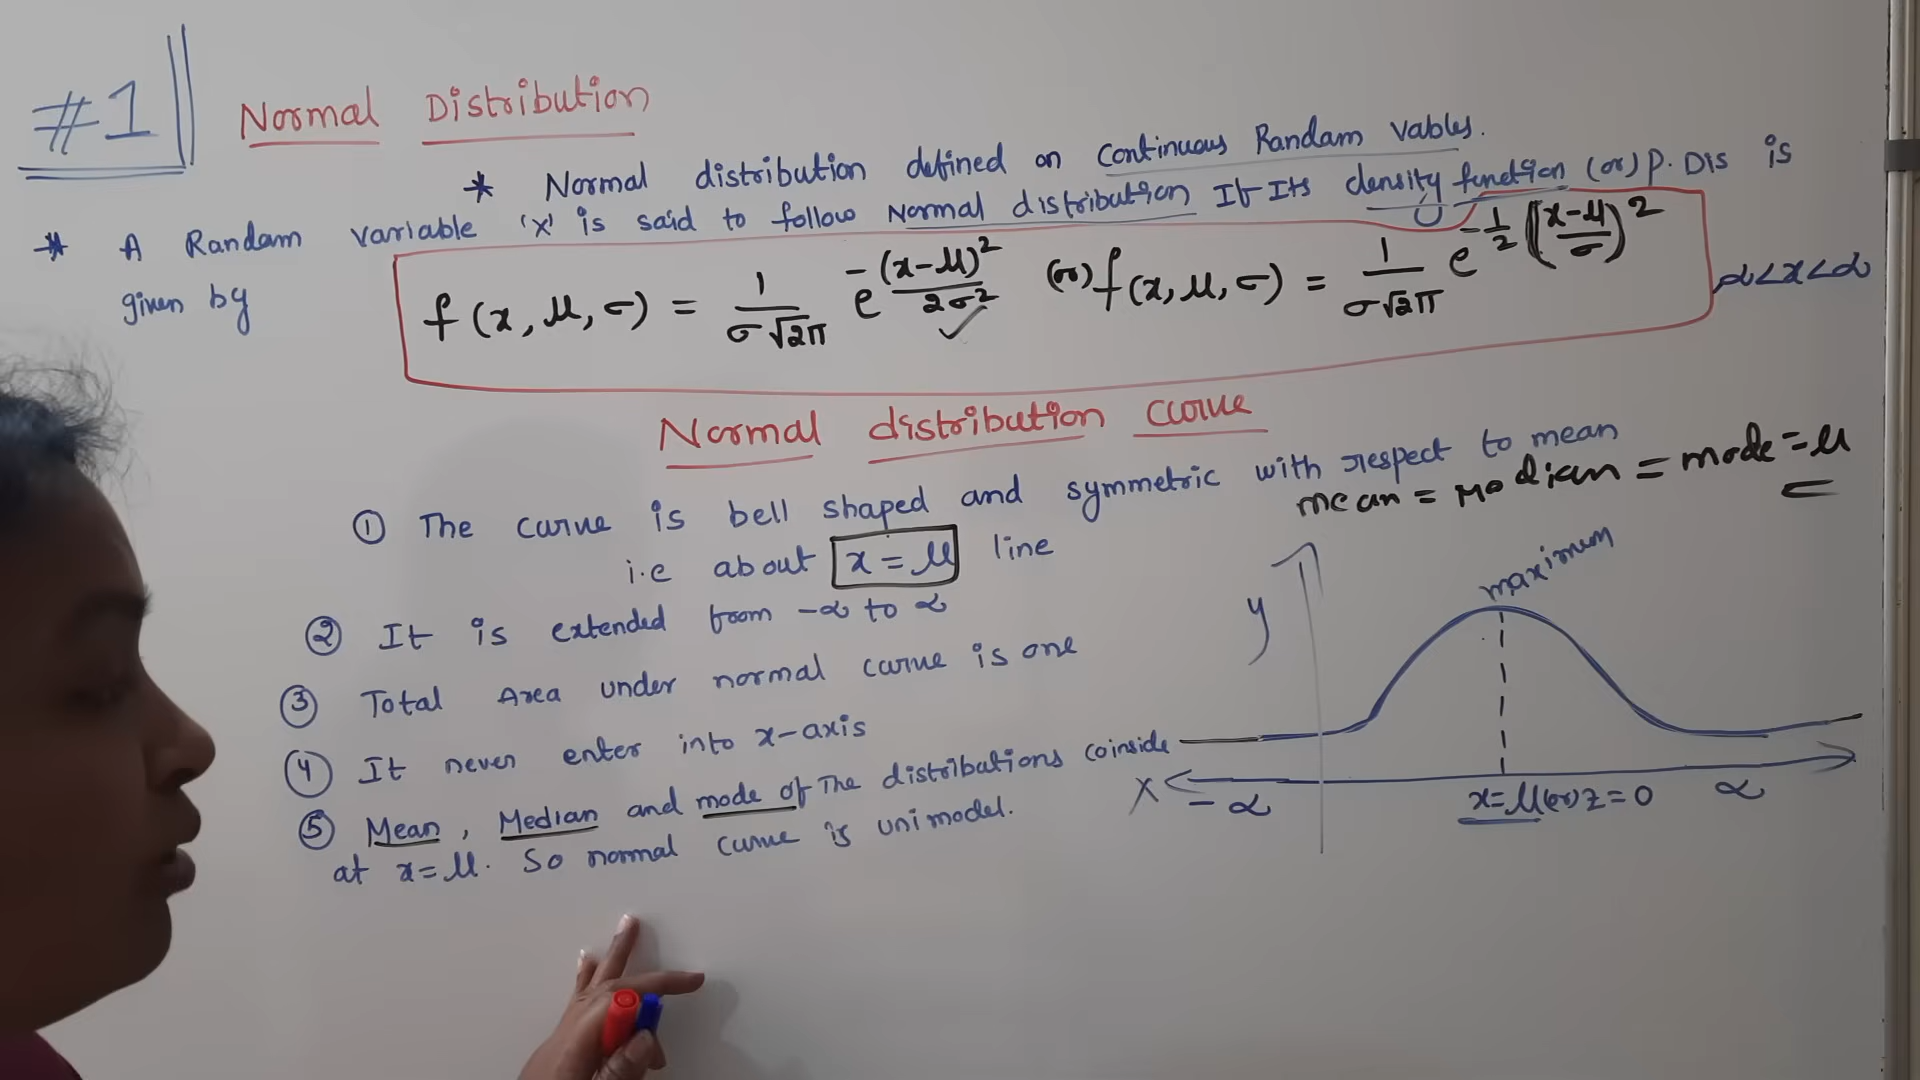 #1
Normal Distribution
* Normal distribution defined on continuous Randam vables.
* A Randam variable 'x' is said to follow Normal distribution If Its density function (or) P. Dis is
given by
f(x, μ, σ) = 1/(σ√2π) e^(-(x-μ)²/2σ²) (or) f(x, μ, σ) = 1/(σ√2π) e^(-1/2 ((x-μ)/σ)²) , α<x<α
Normal distribution curve
① The curve is bell shaped and symmetric with respect to mean
mean = median = mode = μ
i.e about x = μ line
② It is extended from -α to α
③ Total Area under normal curve is one
④ It never enter into x-axis
⑤ Mean, Median and mode of The distributions coinside
at x = μ. So normal curve is unimodel.
maximum
y
X
- α
x=μ(or) z=0
α